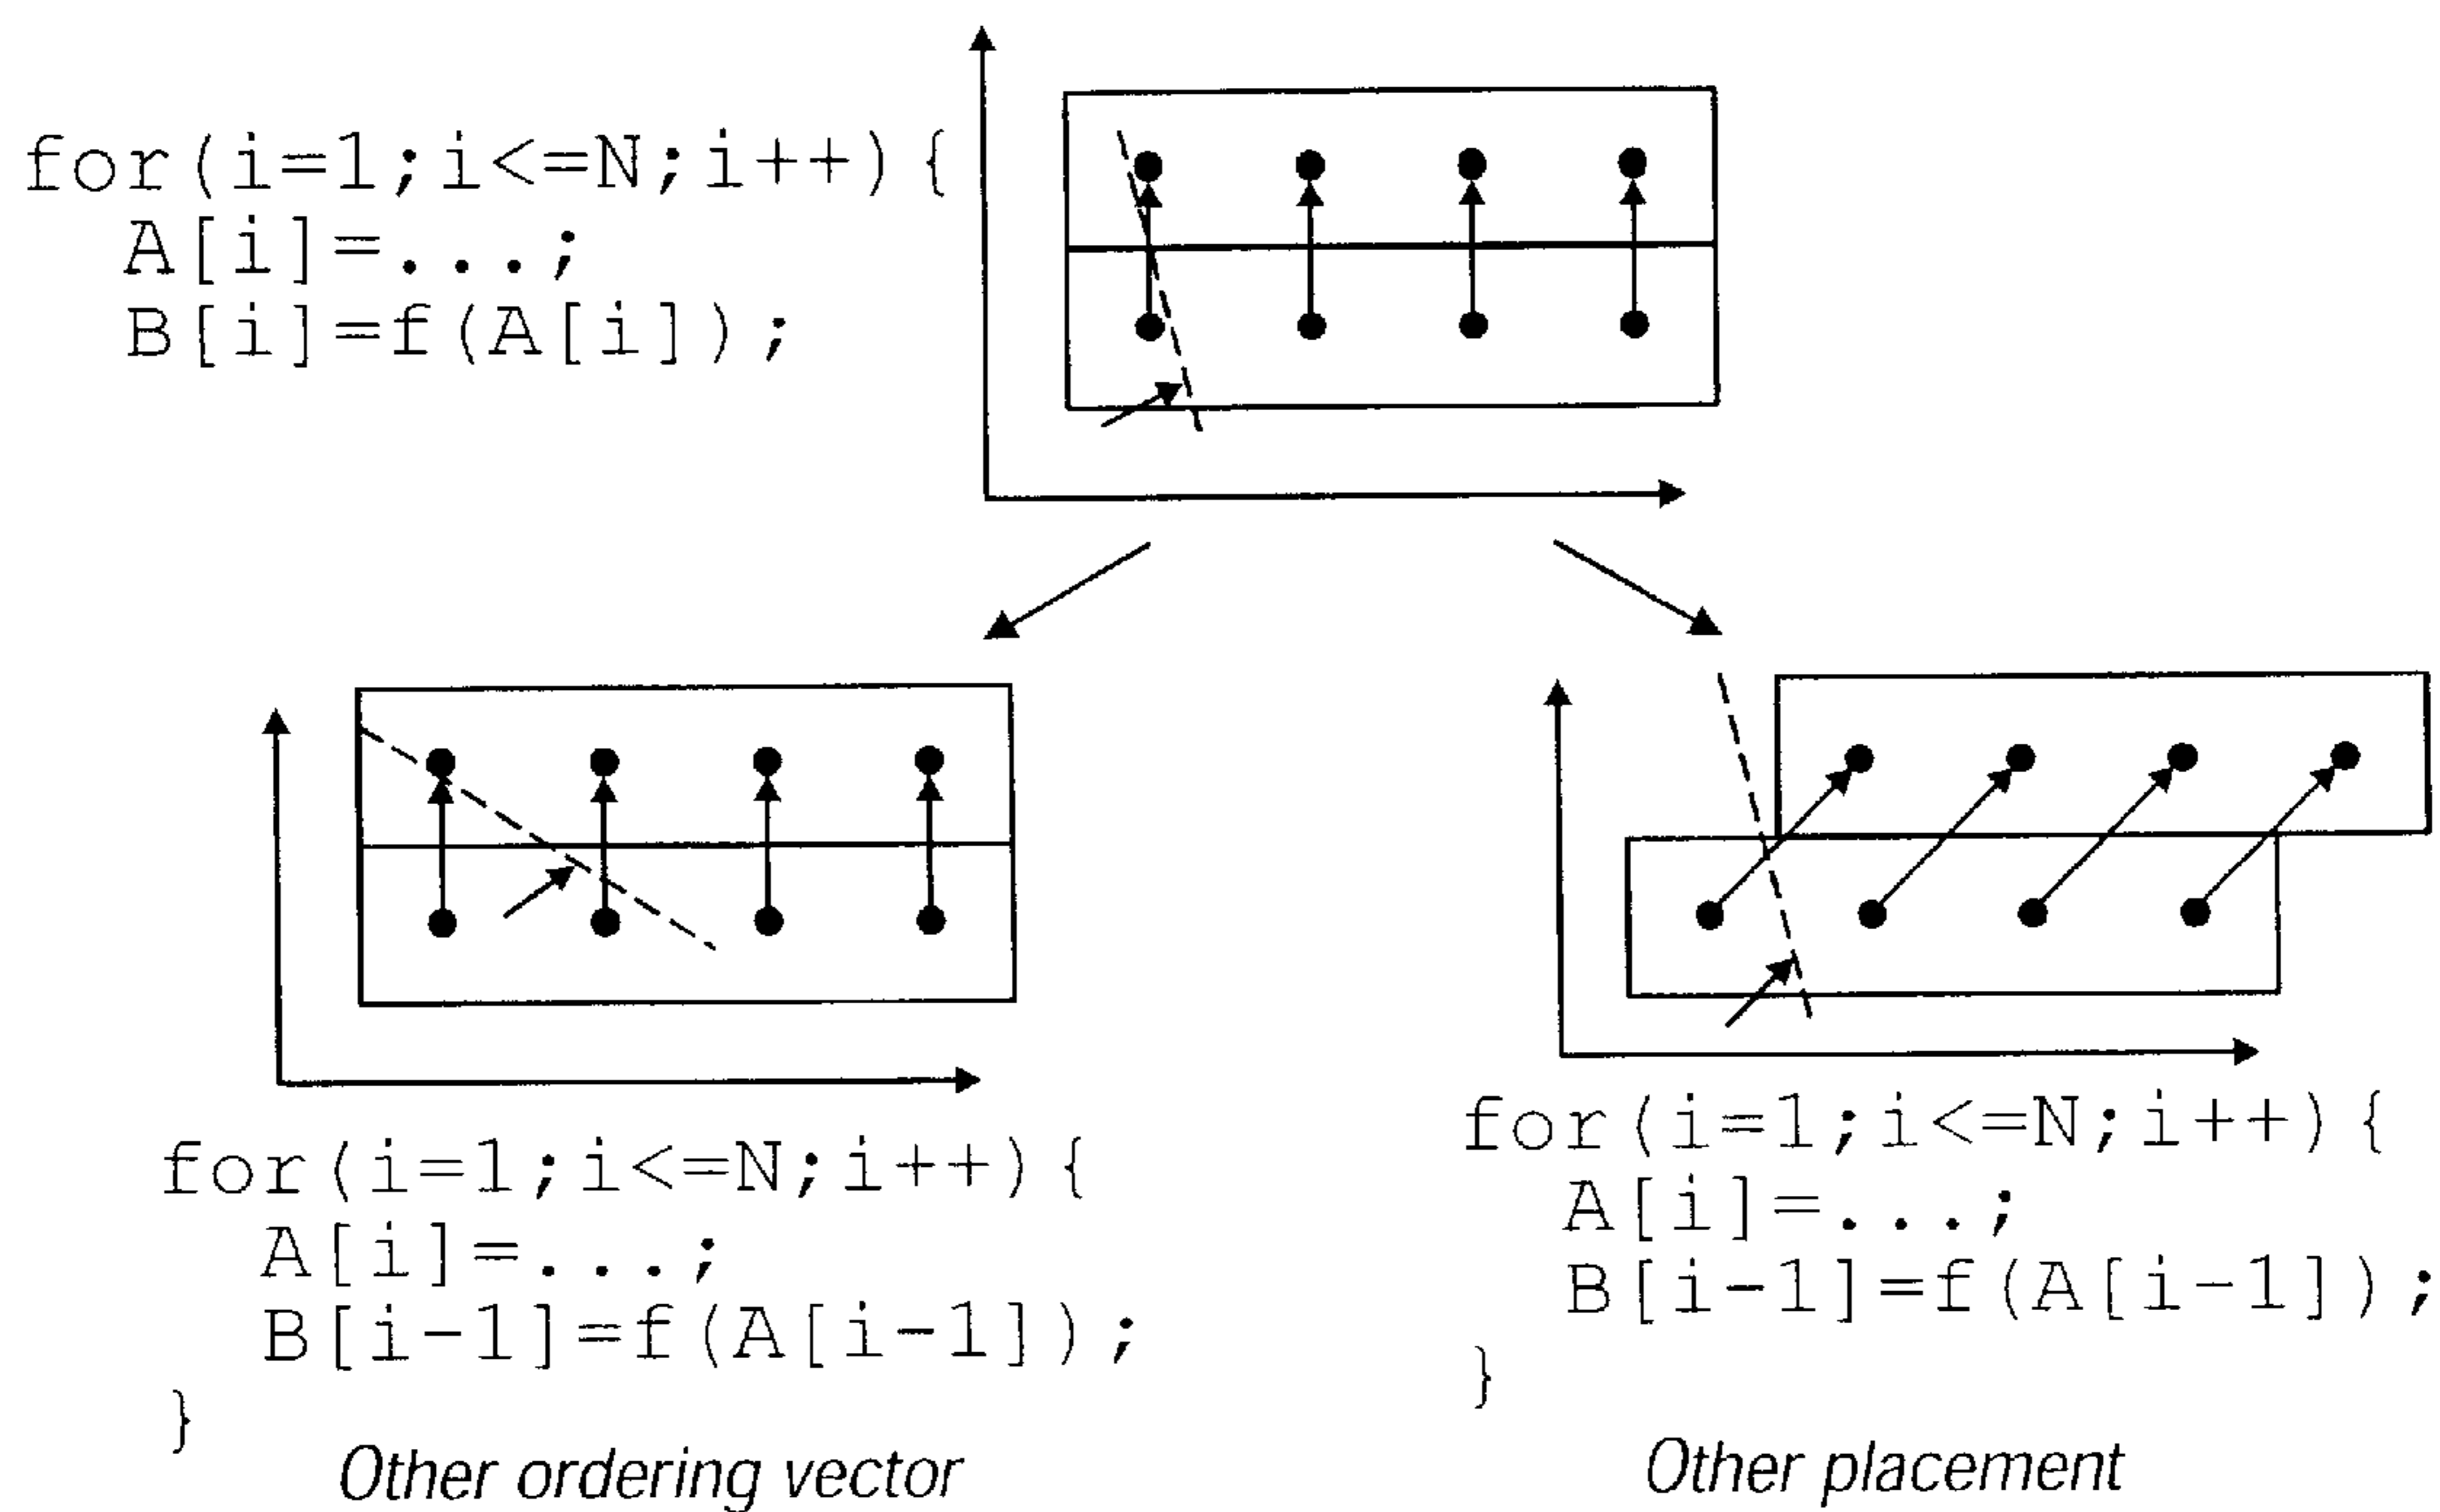 for(i=1;i<=N;i++){
A[i]=...;
B[i]=f(A[i]);
for(i=1;i<=N;i++){
A[i]=...;
B[i-1]=f(A[i-1]);
}
Other ordering vector
for(i=1;i<=N;i++){
A[i]=...;
B[i-1]=f(A[i-1]);
}
Other placement